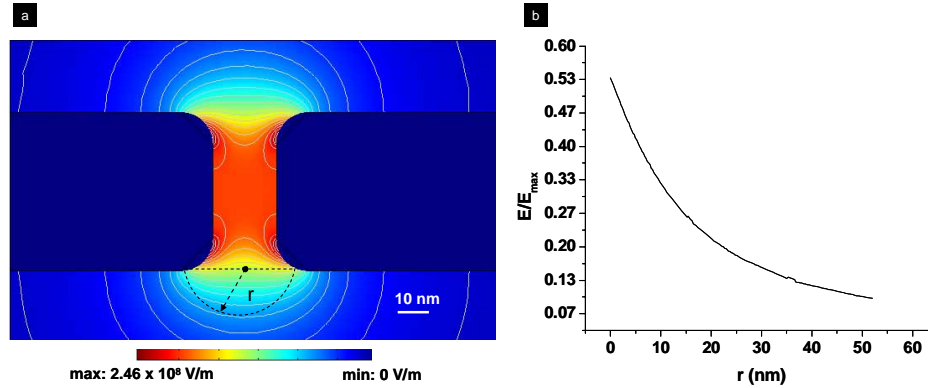 a
r
10 nm
max: 2.46 x 10⁸ V/m
min: 0 V/m
b
0.60
0.53
0.47
0.40
0.33
0.27
0.20
0.13
0.07
E/Emax
0 10 20 30 40 50 60
r (nm)